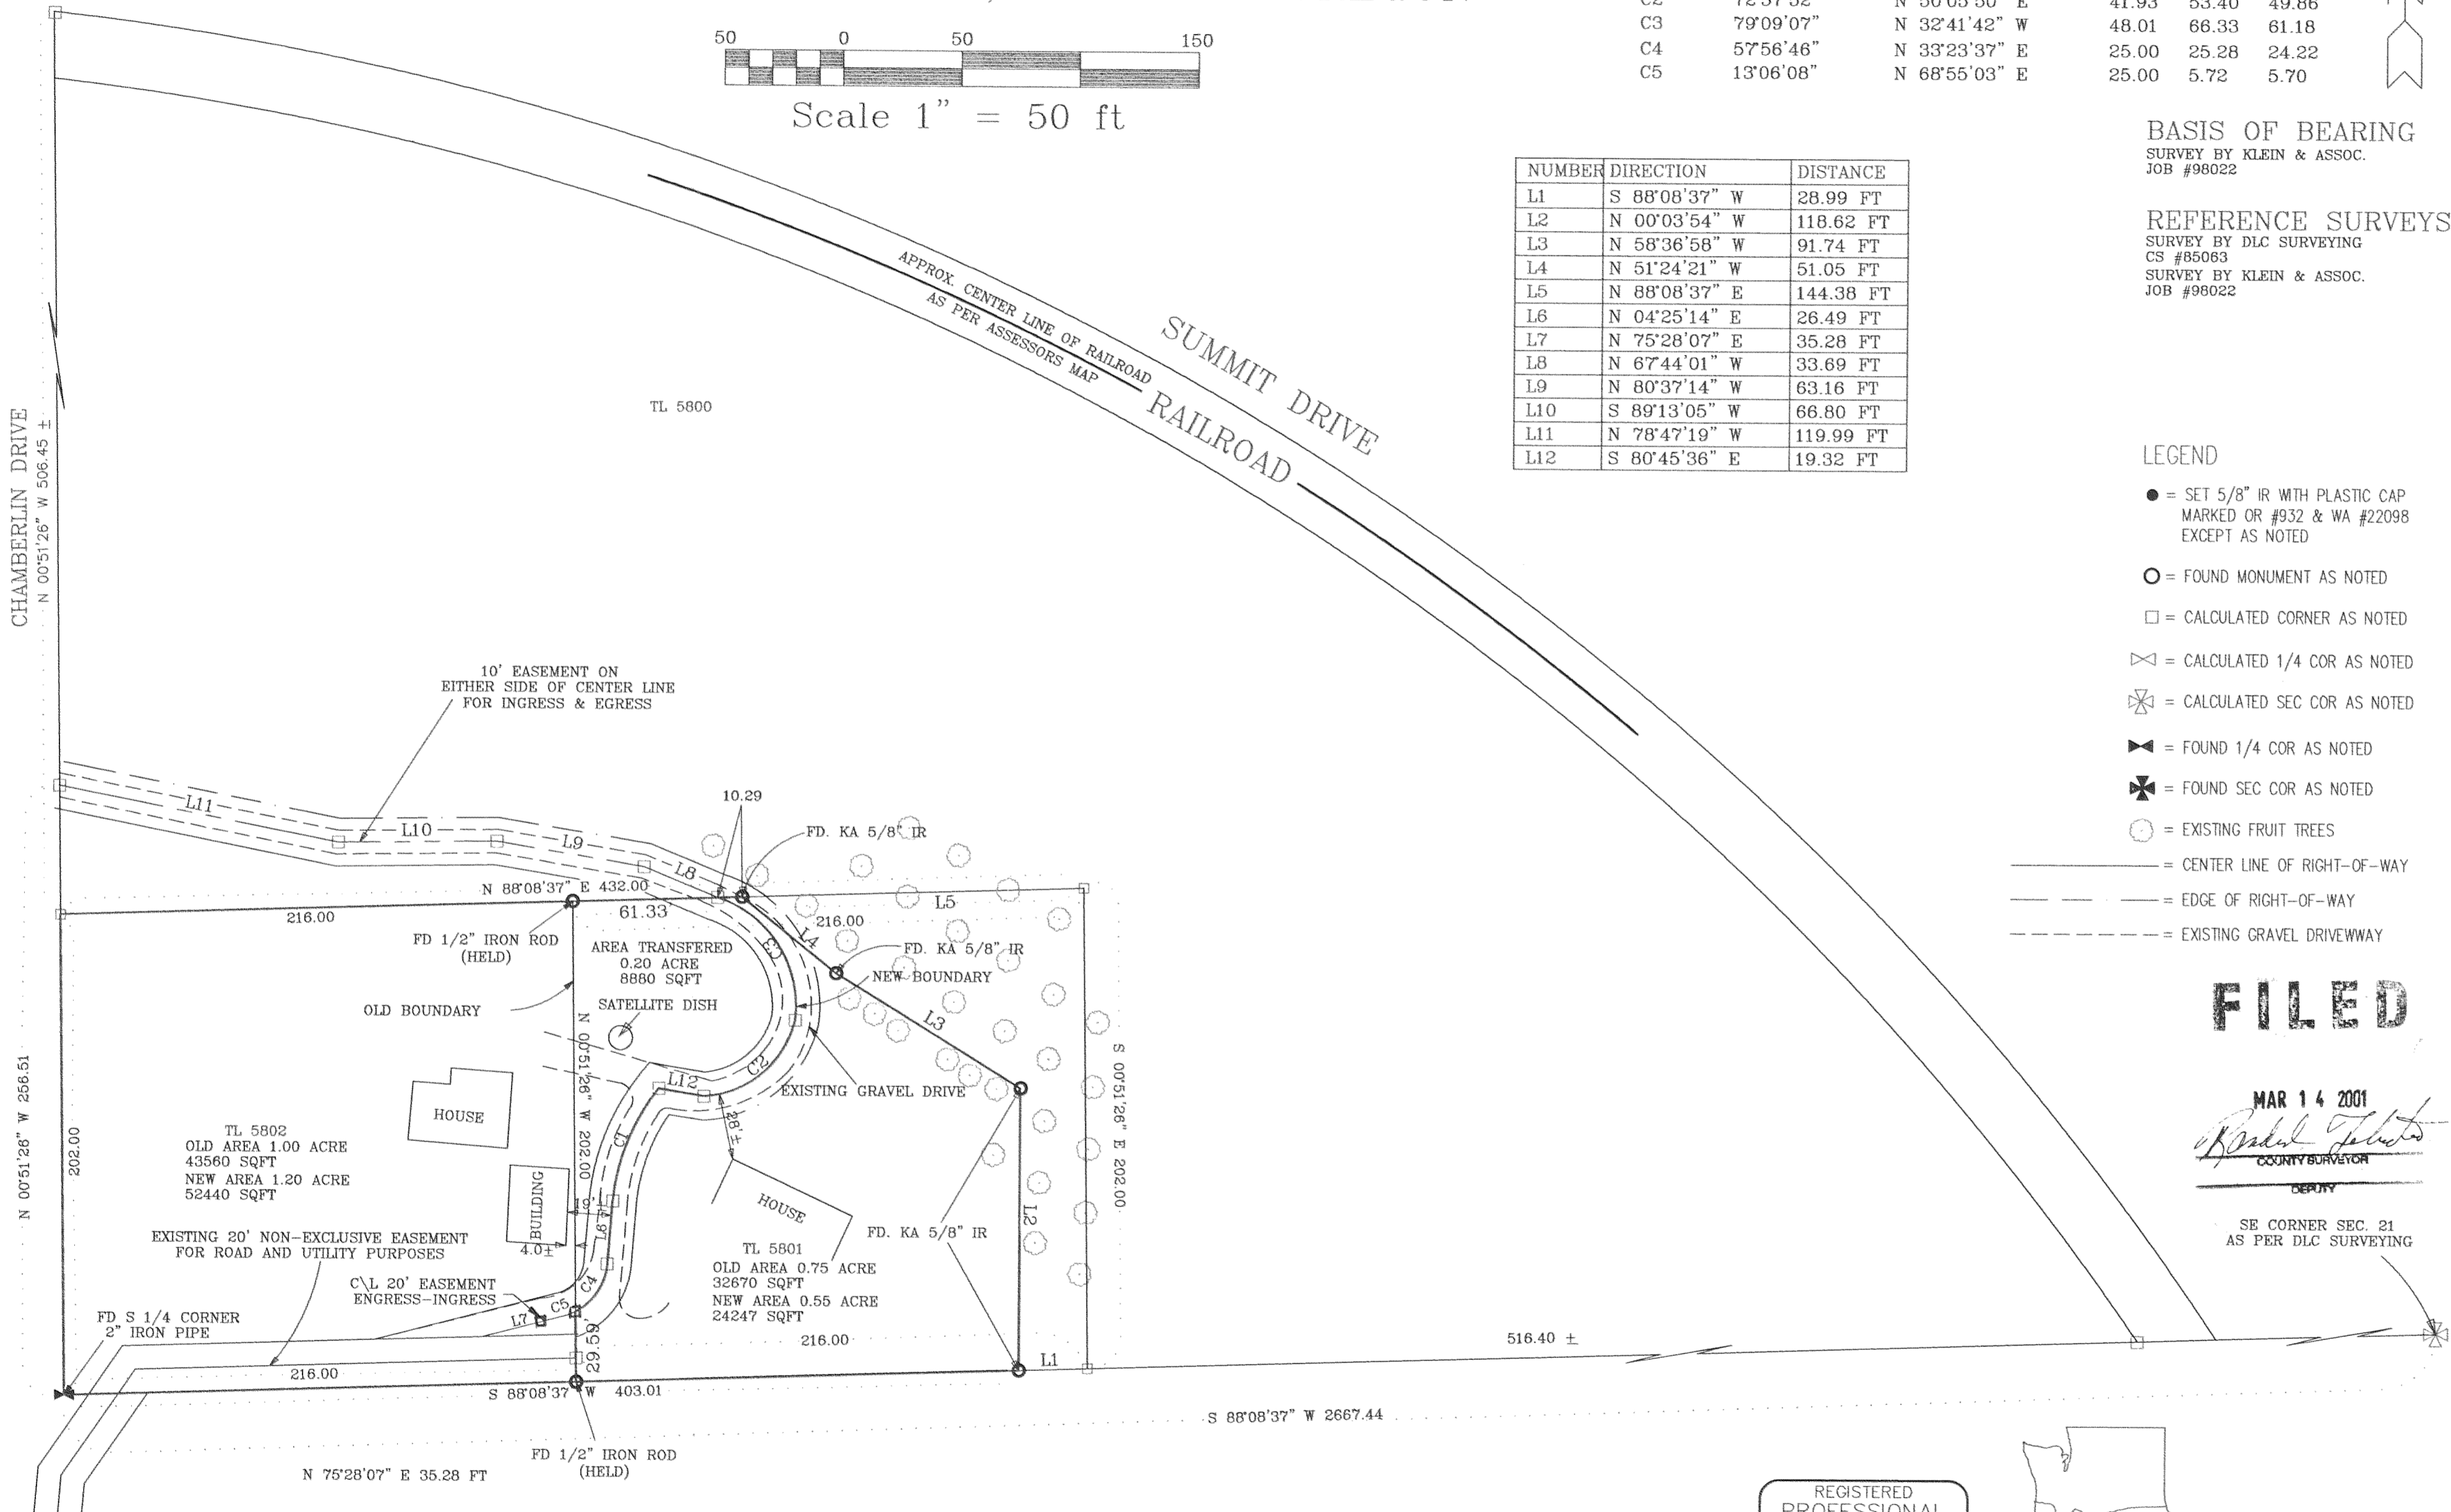 C2 72°37'32" N 50°05'50" E 41.93 53.40 49.86
C3 79°09'07" N 32°41'42" W 48.01 66.33 61.18
C4 57°56'46" N 33°23'37" E 25.00 25.28 24.22
C5 13°06'08" N 68°55'03" E 25.00 5.72 5.70
50 0 50 150
Scale 1" = 50 ft
BASIS OF BEARING
SURVEY BY KLEIN & ASSOC.
JOB #98022
REFERENCE SURVEYS
SURVEY BY DLC SURVEYING
CS #85063
SURVEY BY KLEIN & ASSOC.
JOB #98022
NUMBER DIRECTION DISTANCE
L1 S 88°08'37" W 28.99 FT
L2 N 00°03'54" W 118.62 FT
L3 N 58°36'58" W 91.74 FT
L4 N 51°24'21" W 51.05 FT
L5 N 88°08'37" E 144.38 FT
L6 N 04°25'14" E 26.49 FT
L7 N 75°28'07" E 35.28 FT
L8 N 67°44'01" W 33.69 FT
L9 N 80°37'14" W 63.16 FT
L10 S 89°13'05" W 66.80 FT
L11 N 78°47'19" W 119.99 FT
L12 S 80°45'36" E 19.32 FT
APPROX. CENTER LINE OF RAILROAD
AS PER ASSESSORS MAP
SUMMIT DRIVE
RAILROAD
TL 5800
CHAMBERLIN DRIVE
N 00°51'26" W 506.45 ±
LEGEND
= SET 5/8" IR WITH PLASTIC CAP
MARKED OR #932 & WA #22098
EXCEPT AS NOTED
= FOUND MONUMENT AS NOTED
= CALCULATED CORNER AS NOTED
= CALCULATED 1/4 COR AS NOTED
= CALCULATED SEC COR AS NOTED
= FOUND 1/4 COR AS NOTED
= FOUND SEC COR AS NOTED
= EXISTING FRUIT TREES
= CENTER LINE OF RIGHT-OF-WAY
= EDGE OF RIGHT-OF-WAY
= EXISTING GRAVEL DRIVEWWAY
10' EASEMENT ON
EITHER SIDE OF CENTER LINE
FOR INGRESS & EGRESS
L11
L10
L9
L8
10.29
FD. KA 5/8" IR
N 88°08'37" E 432.00
216.00
61.33
216.00
L5
L4
C3
FD 1/2" IRON ROD
(HELD)
AREA TRANSFERED
0.20 ACRE
8880 SQFT
FD. KA 5/8" IR
NEW BOUNDARY
OLD BOUNDARY
SATELLITE DISH
L3
N 00°51'26" W 202.00
C2
L12
EXISTING GRAVEL DRIVE
S 00°51'26" E 202.00
HOUSE
28'±
C1
N 00°51'26" W 256.51
202.00
TL 5802
OLD AREA 1.00 ACRE
43560 SQFT
NEW AREA 1.20 ACRE
52440 SQFT
BUILDING
HOUSE
L2
FD. KA 5/8" IR
EXISTING 20' NON-EXCLUSIVE EASEMENT
FOR ROAD AND UTILITY PURPOSES
4.0±
TL 5801
OLD AREA 0.75 ACRE
32670 SQFT
NEW AREA 0.55 ACRE
24247 SQFT
C\L 20' EASEMENT
ENGRESS-INGRESS
C4
C5
L7
29.59'
FD S 1/4 CORNER
2" IRON PIPE
216.00
216.00
L1
516.40 ±
S 88°08'37 W 403.01
S 88°08'37" W 2667.44
FD 1/2" IRON ROD
(HELD)
N 75°28'07" E 35.28 FT
FILED
MAR 14 2001
COUNTY SURVEYOR
DEPUTY
SE CORNER SEC. 21
AS PER DLC SURVEYING
REGISTERED
PROFESSIONAL